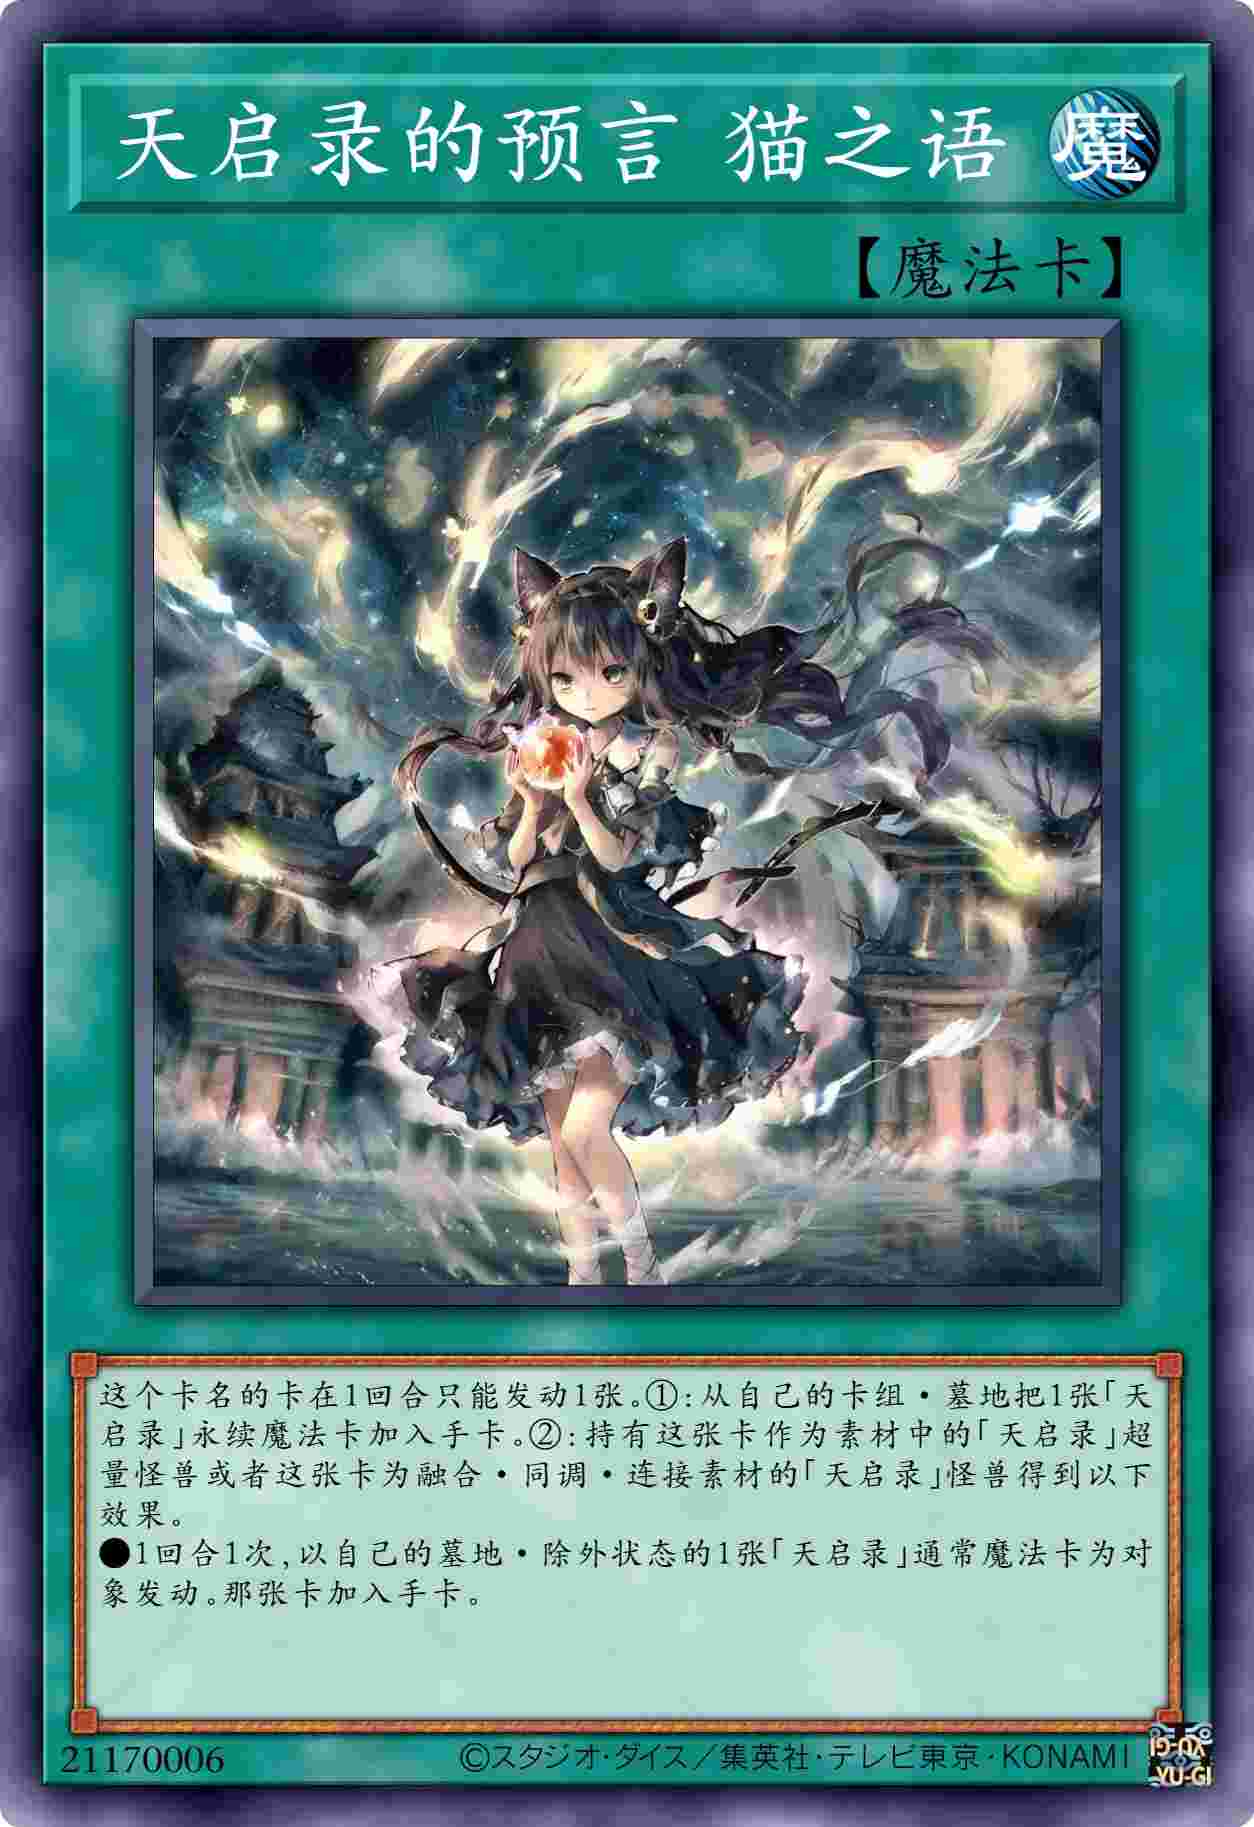 天启录的预言 猫之语 魔
【魔法卡】
这个卡名的卡在1回合只能发动1张。①:从自己的卡组·墓地把1张「天
启录」永续魔法卡加入手卡。②:持有这张卡作为素材中的「天启录」超
量怪兽或者这张卡为融合·同调·连接素材的「天启录」怪兽得到以下
效果。
●1回合1次,以自己的墓地·除外状态的1张「天启录」通常魔法卡为对
象发动。那张卡加入手卡。
21170006 ©スタジオ·ダイス／集英社·テレビ東京·KONAMI
YU-GI
YU-GI